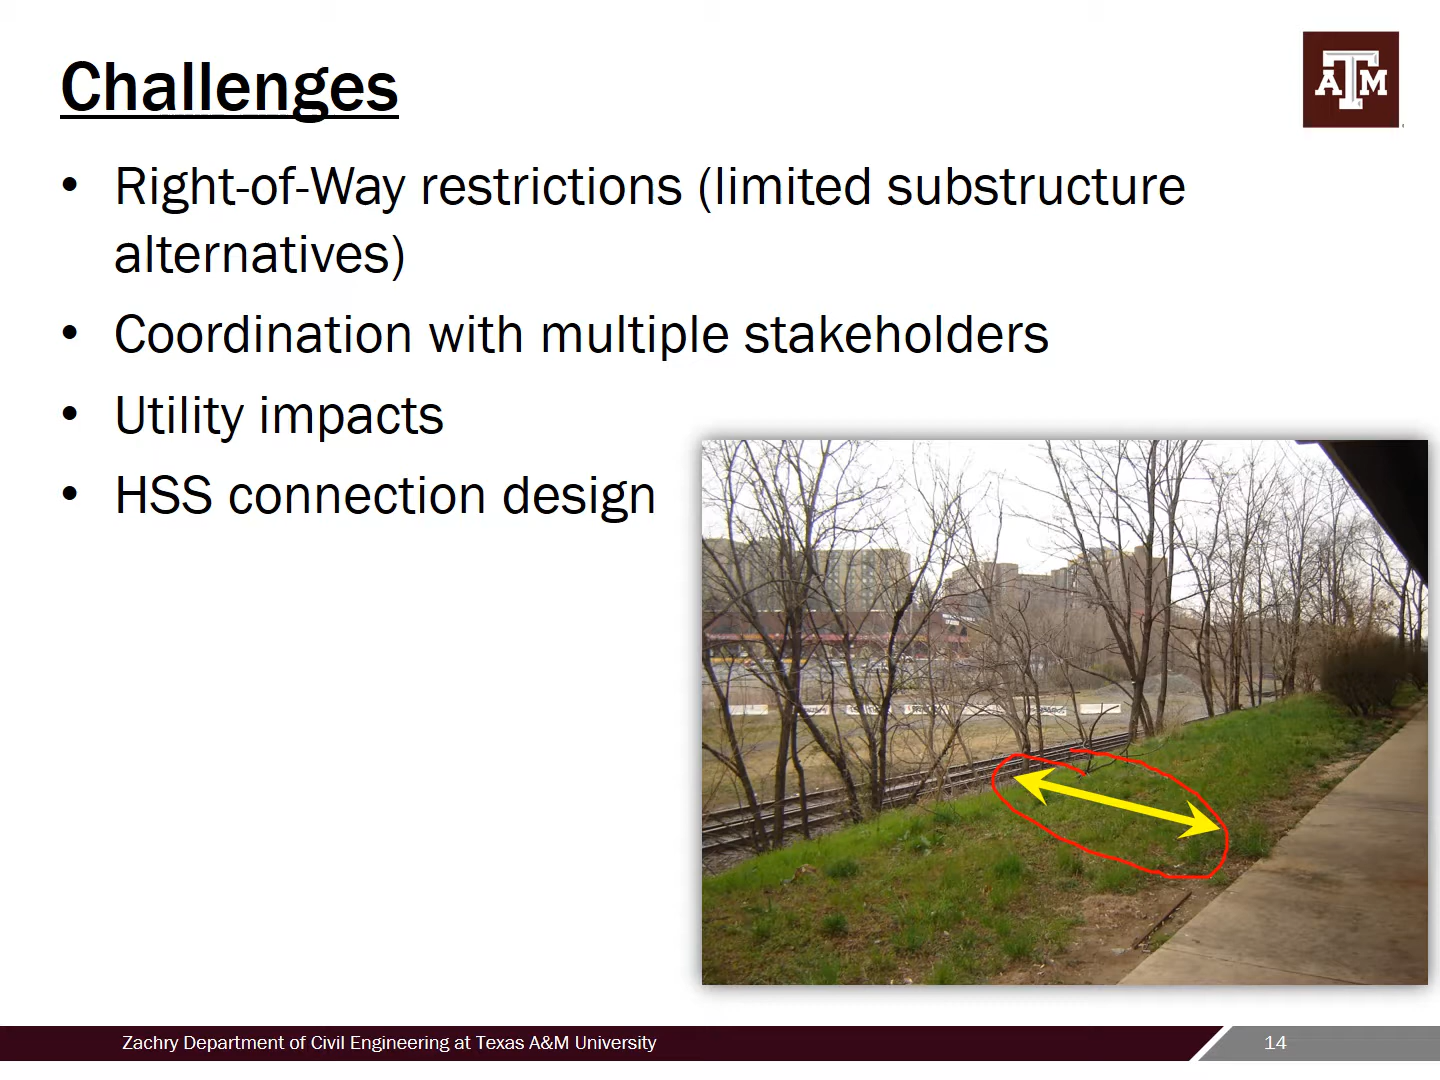 Challenges
ATM
• Right-of-Way restrictions (limited substructure
alternatives)
• Coordination with multiple stakeholders
• Utility impacts
• HSS connection design
Zachry Department of Civil Engineering at Texas A&M University
14